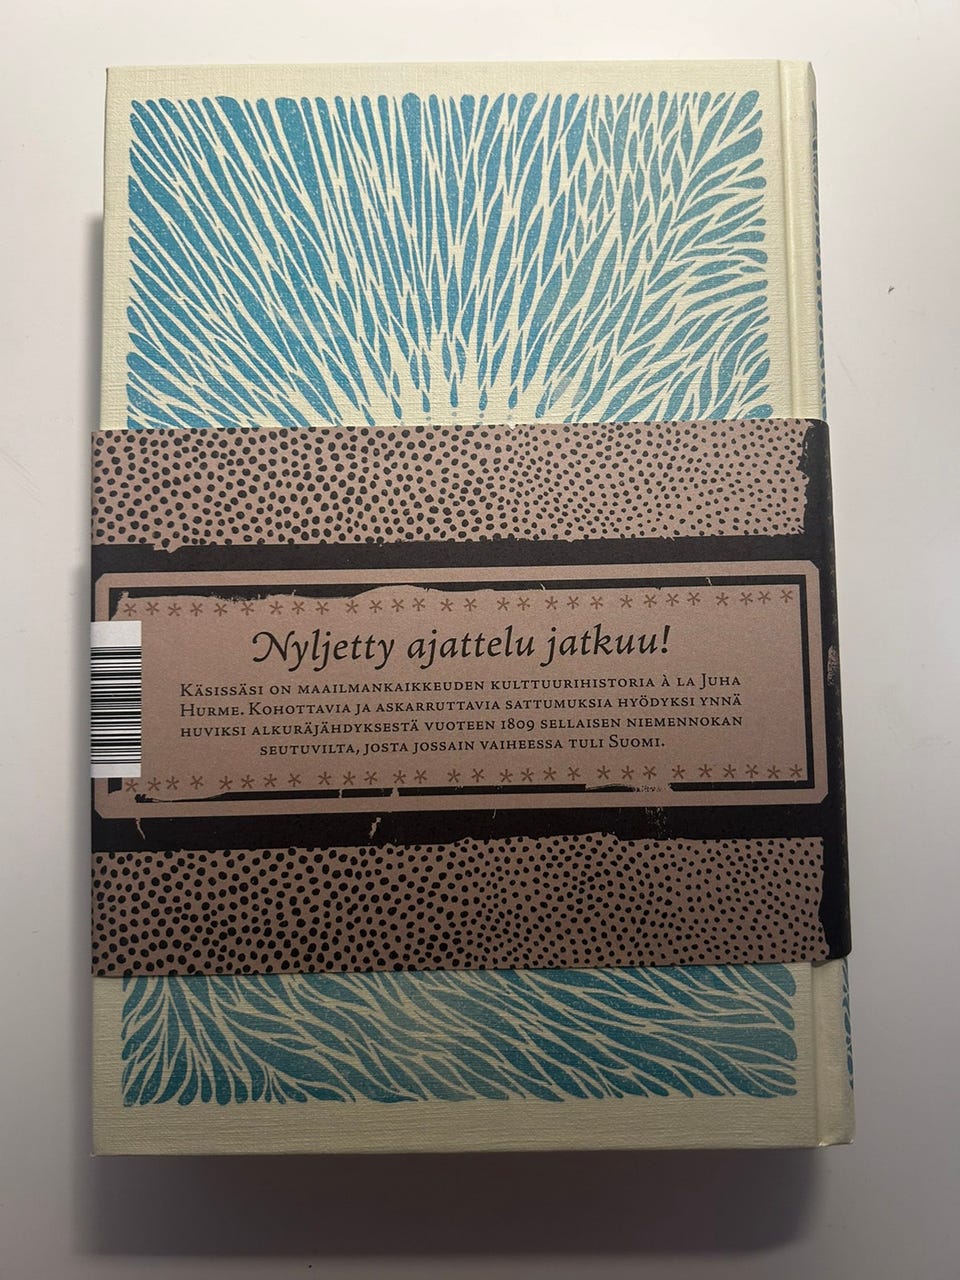 Nyljetty ajattelu jatkuu!
Käsissäsi on maailmankaikkeuden kulttuurihistoria à la Juha
Hurme. Kohottavia ja askarruttavia sattumuksia hyödyksi ynnä
huviksi alkuräjähdyksestä vuoteen 1809 sellaisen niemennokan
seutuvilta, josta jossain vaiheessa tuli Suomi.